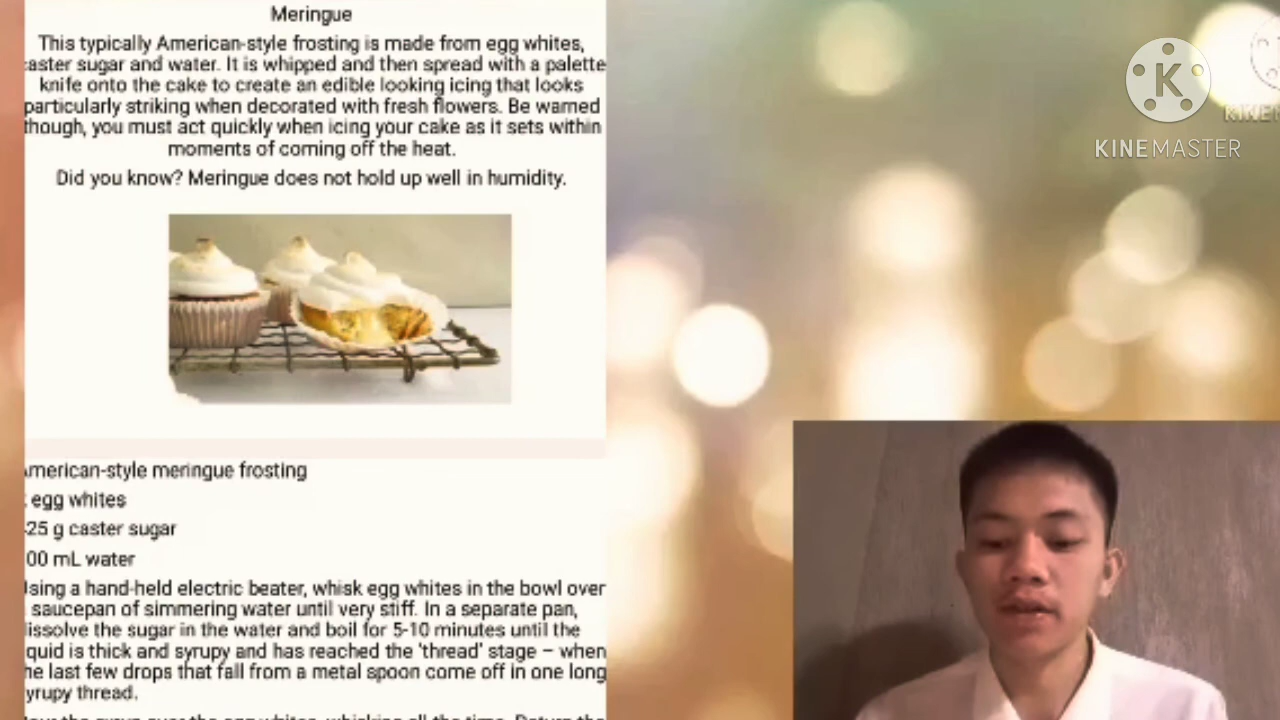 Meringue
This typically American-style frosting is made from egg whites,
caster sugar and water. It is whipped and then spread with a palette
knife onto the cake to create an edible looking icing that looks
particularly striking when decorated with fresh flowers. Be warned
though, you must act quickly when icing your cake as it sets within
moments of coming off the heat.
Did you know? Meringue does not hold up well in humidity.
K
KINEMASTER
KINE
American-style meringue frosting
egg whites
25 g caster sugar
00 mL water
Using a hand-held electric beater, whisk egg whites in the bowl over
saucepan of simmering water until very stiff. In a separate pan,
dissolve the sugar in the water and boil for 5-10 minutes until the
liquid is thick and syrupy and has reached the 'thread' stage – when
the last few drops that fall from a metal spoon come off in one long
syrupy thread.